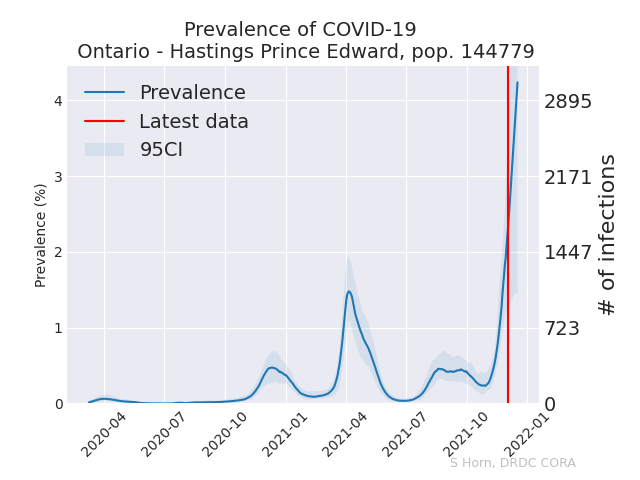 Prevalence of COVID-19
Ontario - Hastings Prince Edward, pop. 144779
Prevalence
Latest data
95CI
Prevalence (%)
4
3
2
1
0
2895
2171
1447
723
0
# of infections
2020-04
2020-07
2020-10
2021-01
2021-04
2021-07
2021-10
2022-01
S Horn, DRDC CORA